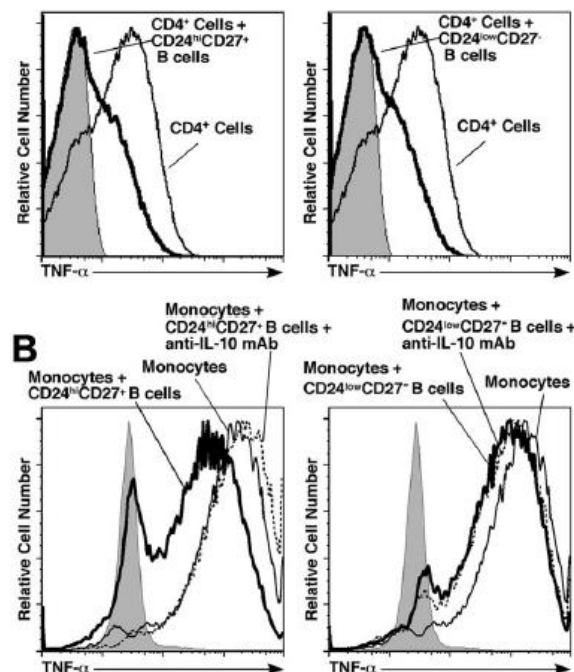 CD4⁺ Cells +
CD24ʰⁱCD27⁺
B cells
CD4⁺ Cells
Relative Cell Number
TNF-α
CD4⁺ Cells +
CD24ˡᵒʷCD27⁻
B cells
CD4⁺ Cells
Relative Cell Number
TNF-α
B
Monocytes +
CD24ʰⁱCD27⁺ B cells +
anti-IL-10 mAb
Monocytes
Monocytes +
CD24ʰⁱCD27⁺ B cells
Relative Cell Number
TNF-α
Monocytes +
CD24ˡᵒʷCD27⁻ B cells +
anti-IL-10 mAb
Monocytes +
CD24ˡᵒʷCD27⁻ B cells
Monocytes
Relative Cell Number
TNF-α